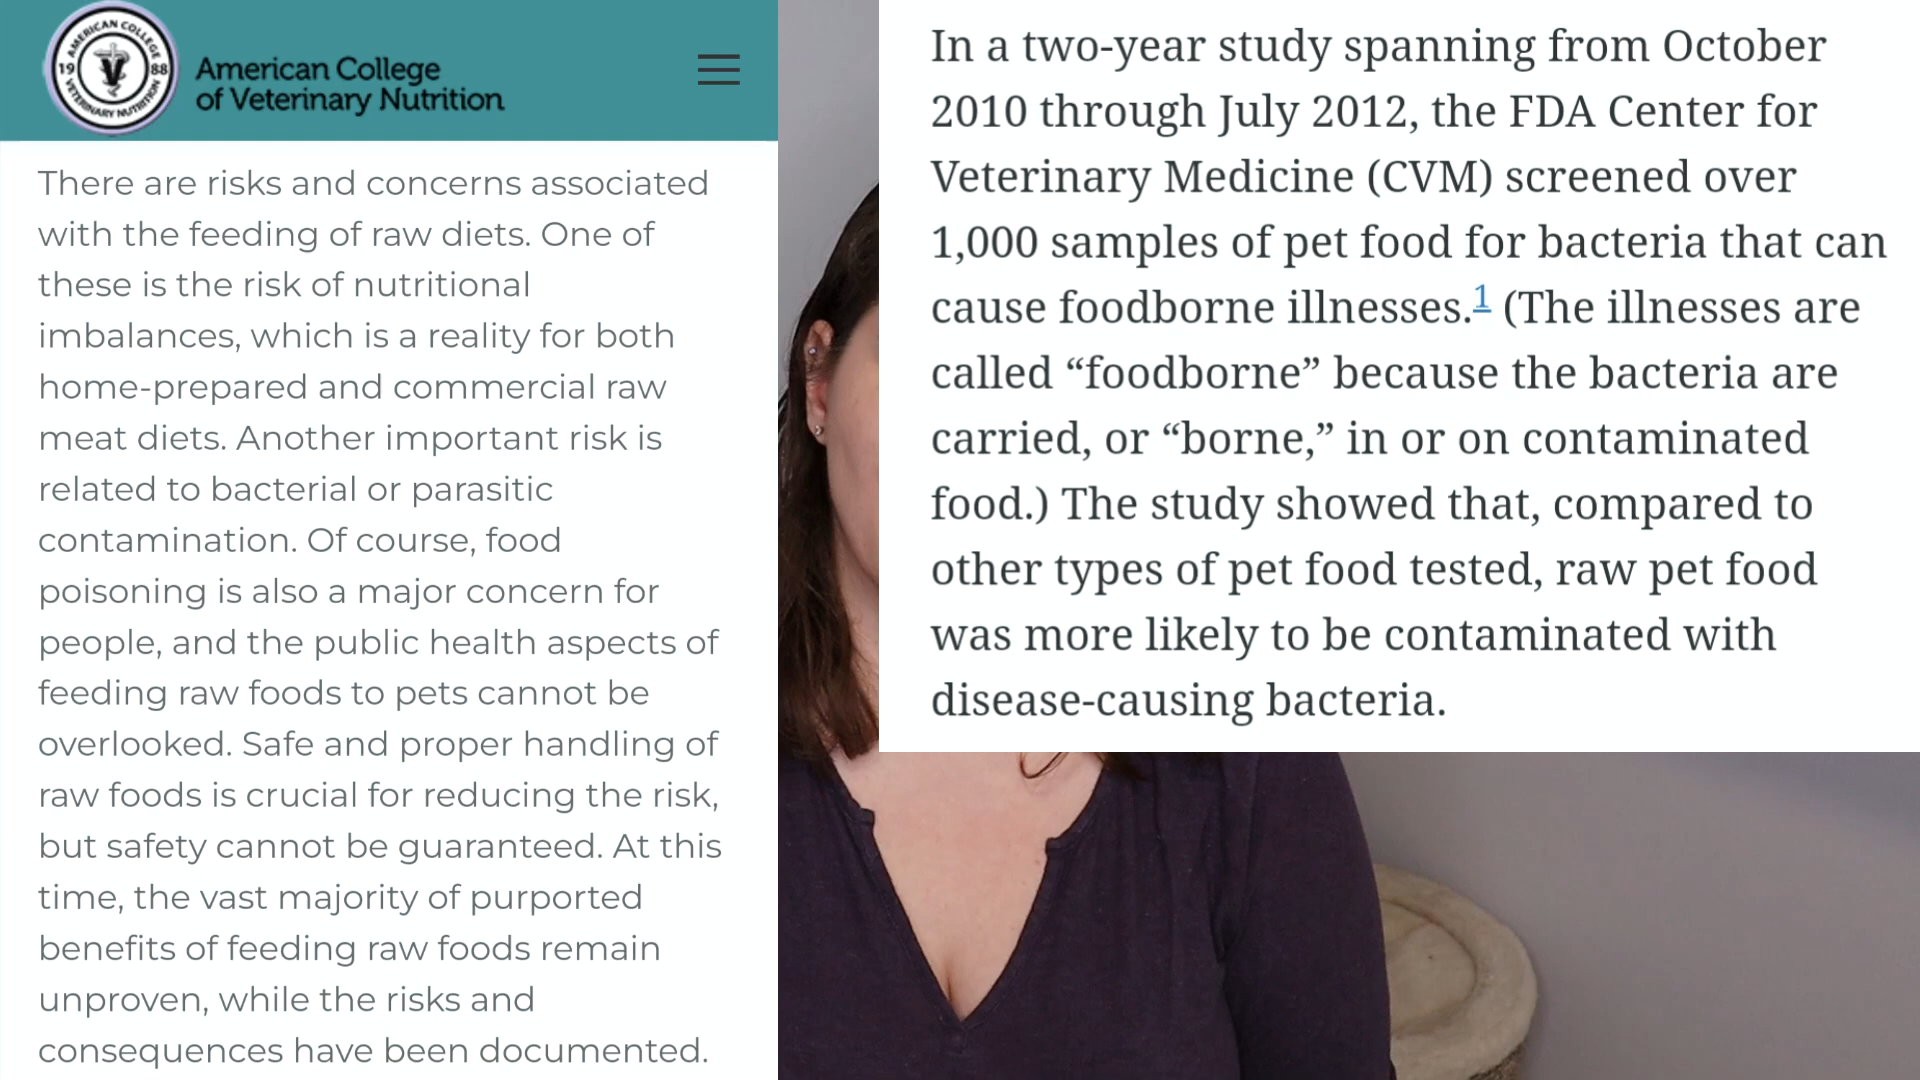 AMERICAN COLLEGE
19 88
VETERINARY NUTRITION
American College
of Veterinary Nutrition
There are risks and concerns associated
with the feeding of raw diets. One of
these is the risk of nutritional
imbalances, which is a reality for both
home-prepared and commercial raw
meat diets. Another important risk is
related to bacterial or parasitic
contamination. Of course, food
poisoning is also a major concern for
people, and the public health aspects of
feeding raw foods to pets cannot be
overlooked. Safe and proper handling of
raw foods is crucial for reducing the risk,
but safety cannot be guaranteed. At this
time, the vast majority of purported
benefits of feeding raw foods remain
unproven, while the risks and
consequences have been documented.
In a two-year study spanning from October
2010 through July 2012, the FDA Center for
Veterinary Medicine (CVM) screened over
1,000 samples of pet food for bacteria that can
cause foodborne illnesses.1 (The illnesses are
called “foodborne” because the bacteria are
carried, or “borne,” in or on contaminated
food.) The study showed that, compared to
other types of pet food tested, raw pet food
was more likely to be contaminated with
disease-causing bacteria.